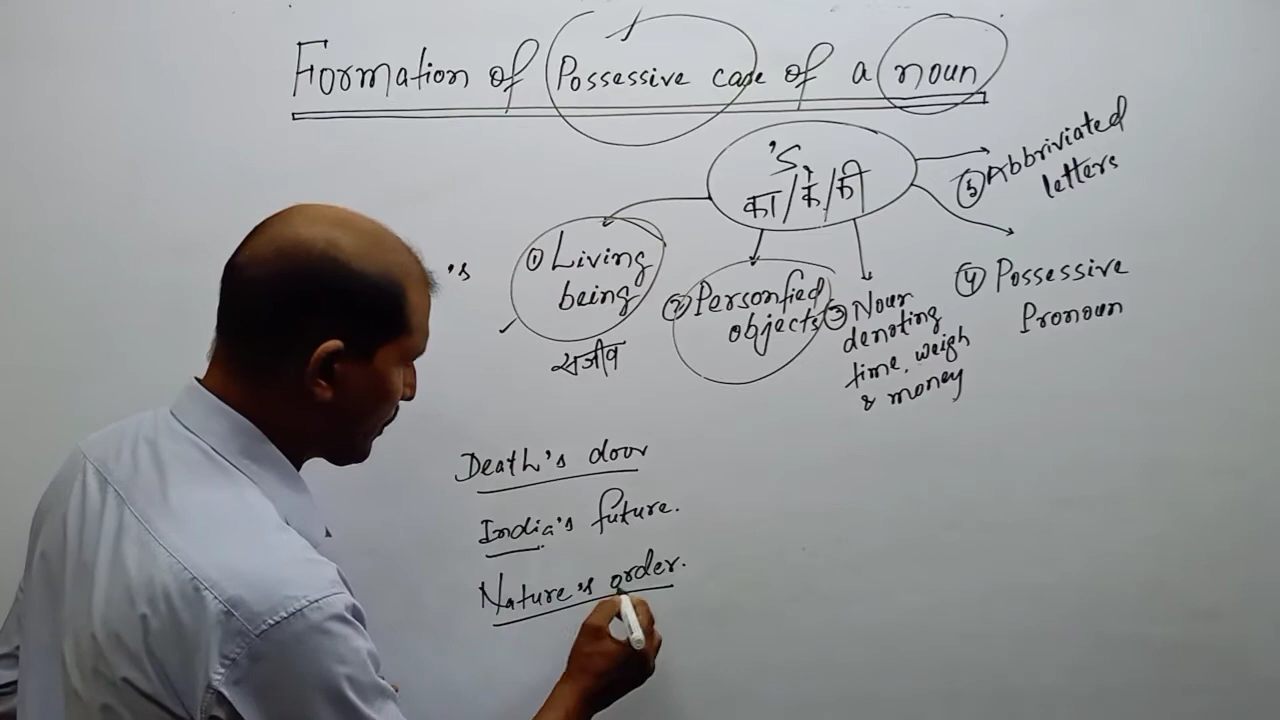 Formation of Possessive case of a noun
's
का/के/की
① Living
being
सजीव
's
② Personfied
objects
③ Noun
denoting
time, weigh
& money
④ Possessive
Pronoun
⑤ Abbriviated
letters
Death's door
India's future.
Nature's order.